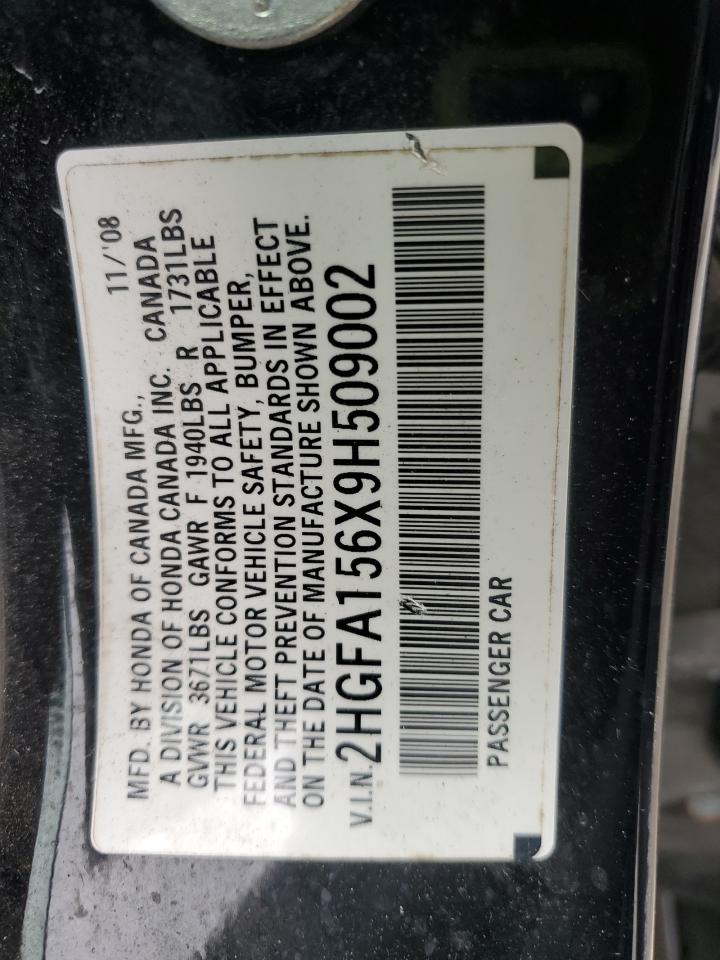 MFD. BY HONDA OF CANADA MFG., 11/'08
A DIVISION OF HONDA CANADA INC. CANADA
GVWR 3671LBS GAWR F 1940LBS R 1731LBS
THIS VEHICLE CONFORMS TO ALL APPLICABLE
FEDERAL MOTOR VEHICLE SAFETY, BUMPER,
AND THEFT PREVENTION STANDARDS IN EFFECT
ON THE DATE OF MANUFACTURE SHOWN ABOVE.
V.I.N. 2HGFA156X9H509002
PASSENGER CAR